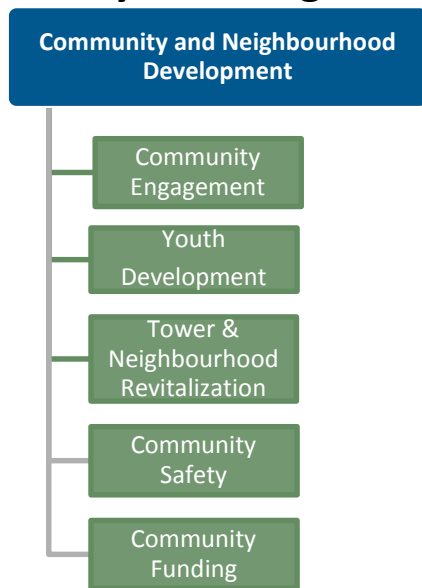 Community and Neighbourhood
Development
Community
Engagement
Youth
Development
Tower &
Neighbourhood
Revitalization
Community
Safety
Community
Funding